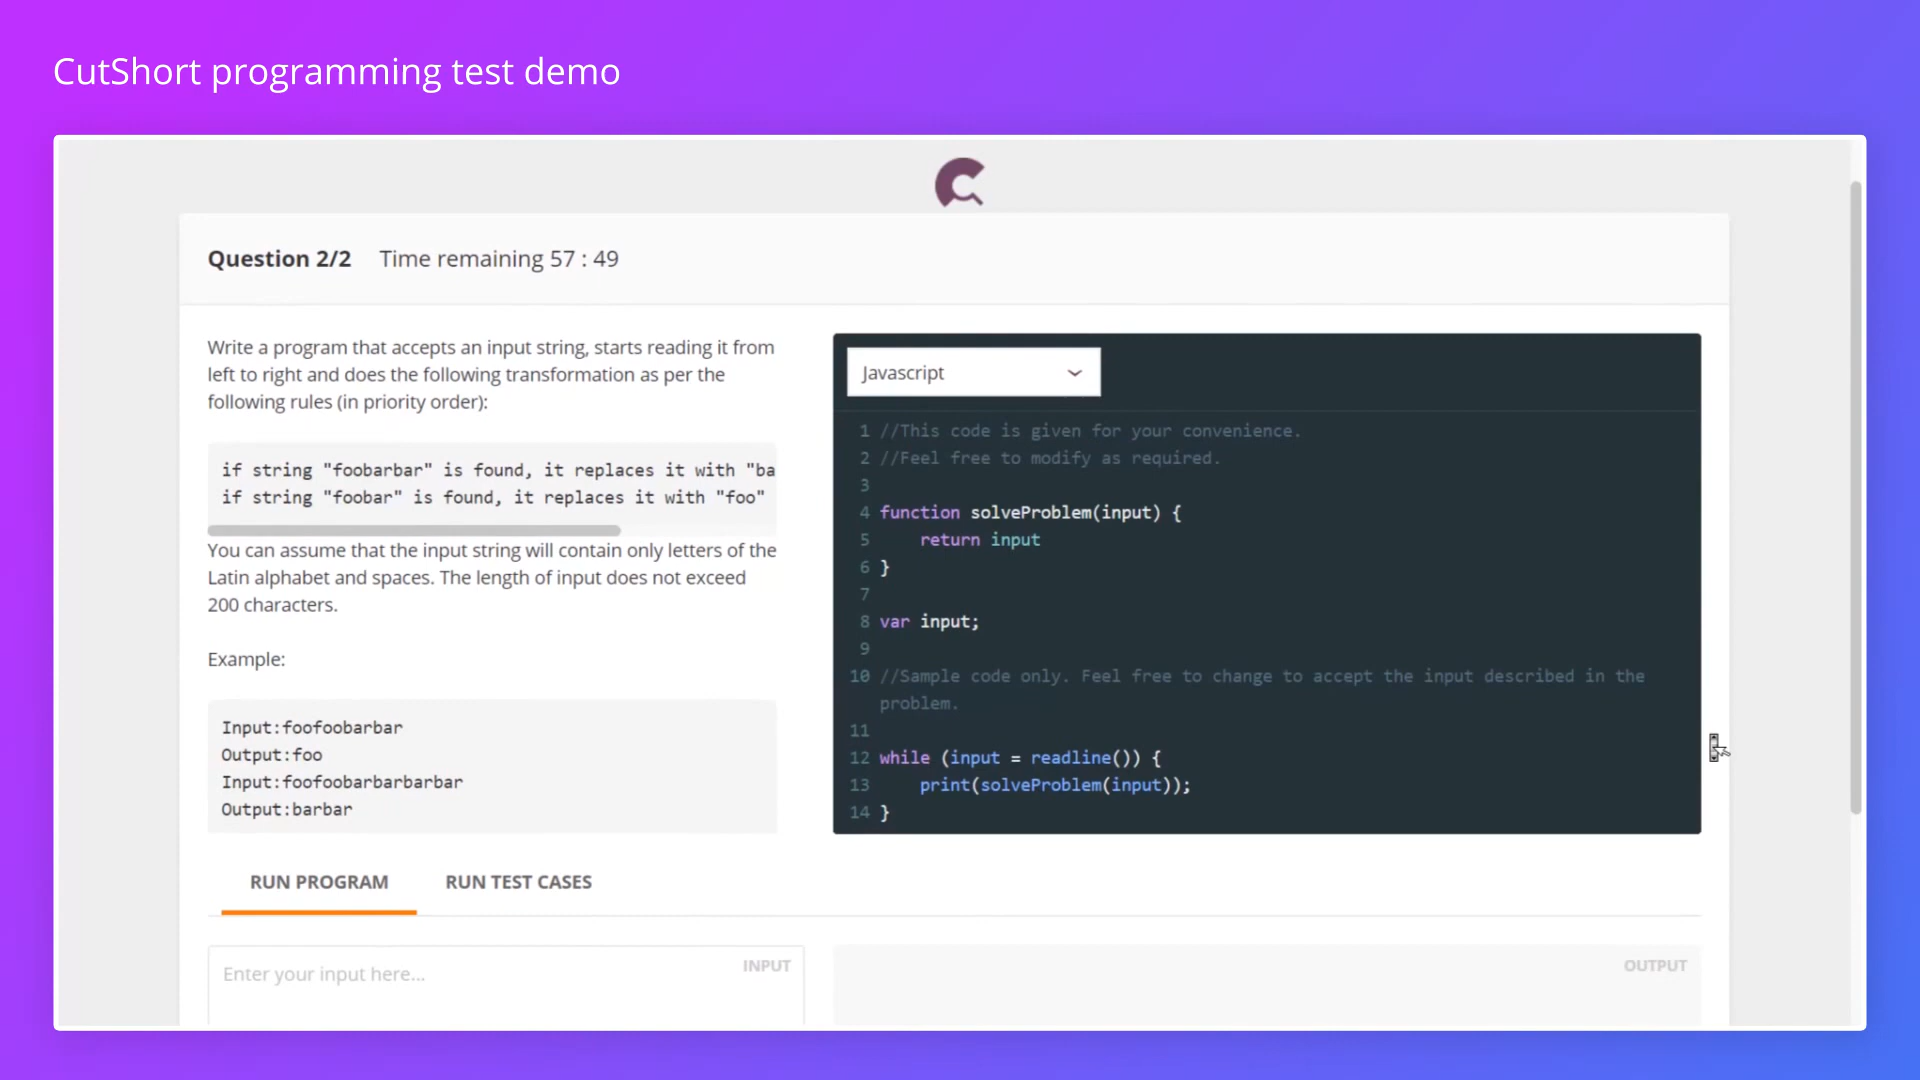 CutShort programming test demo
Question 2/2 Time remaining 57 : 49
Write a program that accepts an input string, starts reading it from
left to right and does the following transformation as per the
following rules (in priority order):
if string "foobarbar" is found, it replaces it with "ba
if string "foobar" is found, it replaces it with "foo"
You can assume that the input string will contain only letters of the
Latin alphabet and spaces. The length of input does not exceed
200 characters.
Example:
Input:foofoobarbar
Output:foo
Input:foofoobarbarbarbar
Output:barbar
Javascript
1 //This code is given for your convenience.
2 //Feel free to modify as required.
3
4 function solveProblem(input) {
5 return input
6 }
7
8 var input;
9
10 //Sample code only. Feel free to change to accept the input described in the
problem.
11
12 while (input = readline()) {
13 print(solveProblem(input));
14 }
RUN PROGRAM RUN TEST CASES
Enter your input here...
INPUT
OUTPUT